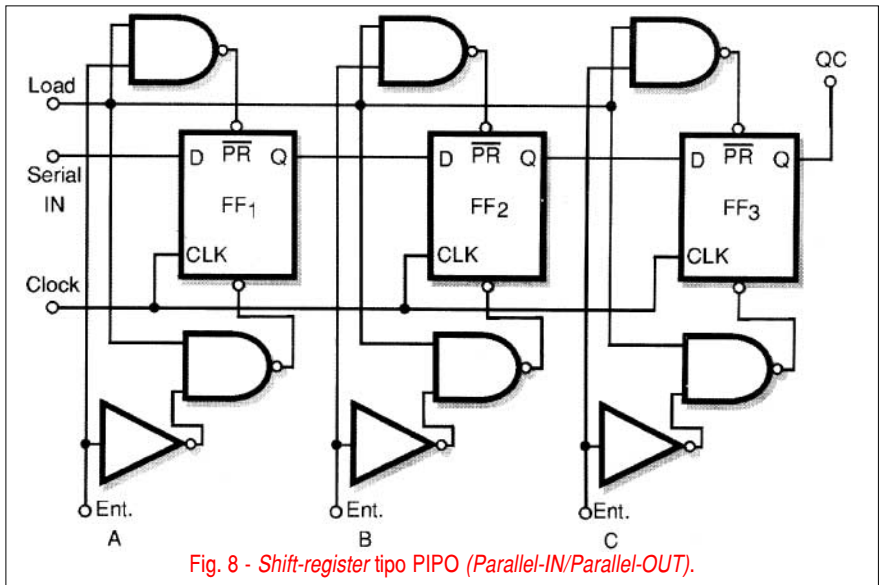 Load
QC
Serial
IN
D PR Q
FF1
CLK
D PR Q
FF2
CLK
D PR Q
FF3
CLK
Clock
Ent.
A
Ent.
B
Ent.
C
Fig. 8 - Shift-register tipo PIPO (Parallel-IN/Parallel-OUT).